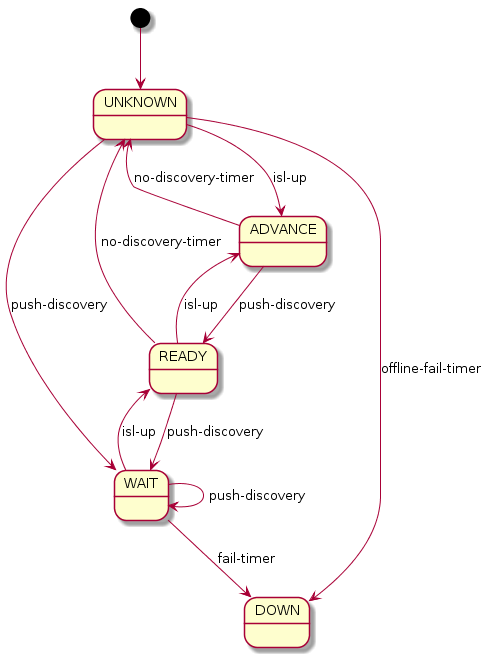 UNKNOWN
no-discovery-timer
isl-up
ADVANCE
no-discovery-timer
isl-up
push-discovery
push-discovery
READY
offline-fail-timer
isl-up
push-discovery
WAIT
push-discovery
fail-timer
DOWN